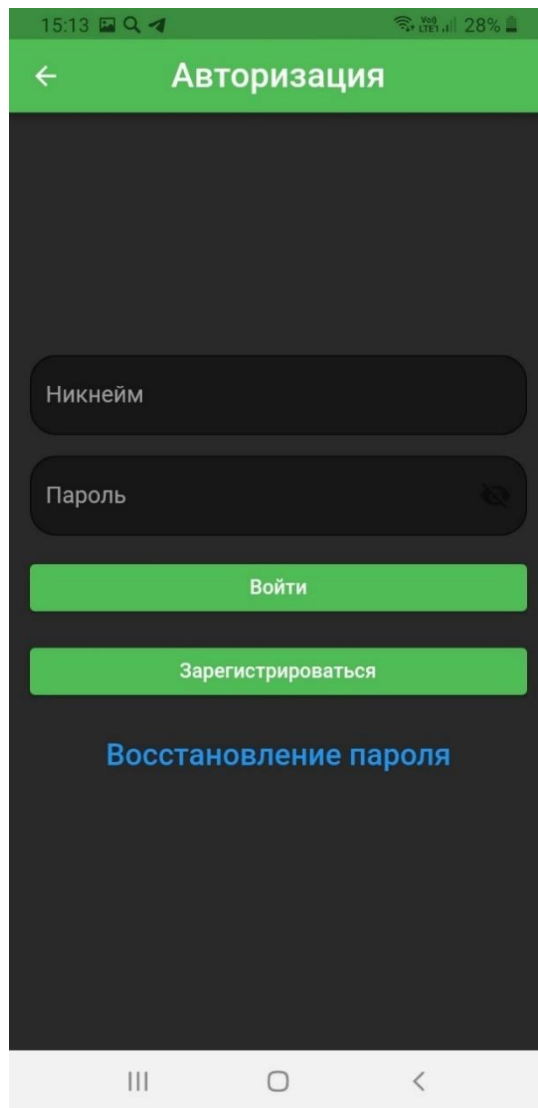 15:13 28%
Авторизация
Никнейм
Пароль
Войти
Зарегистрироваться
Восстановление пароля